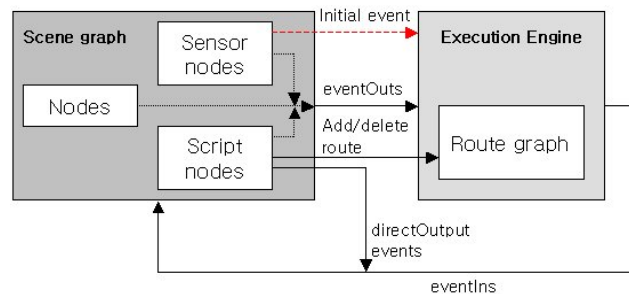 Initial event
Scene graph
Sensor
nodes
Execution Engine
Nodes
eventOuts
Add/delete
route
Script
nodes
Route graph
directOutput
events
eventIns